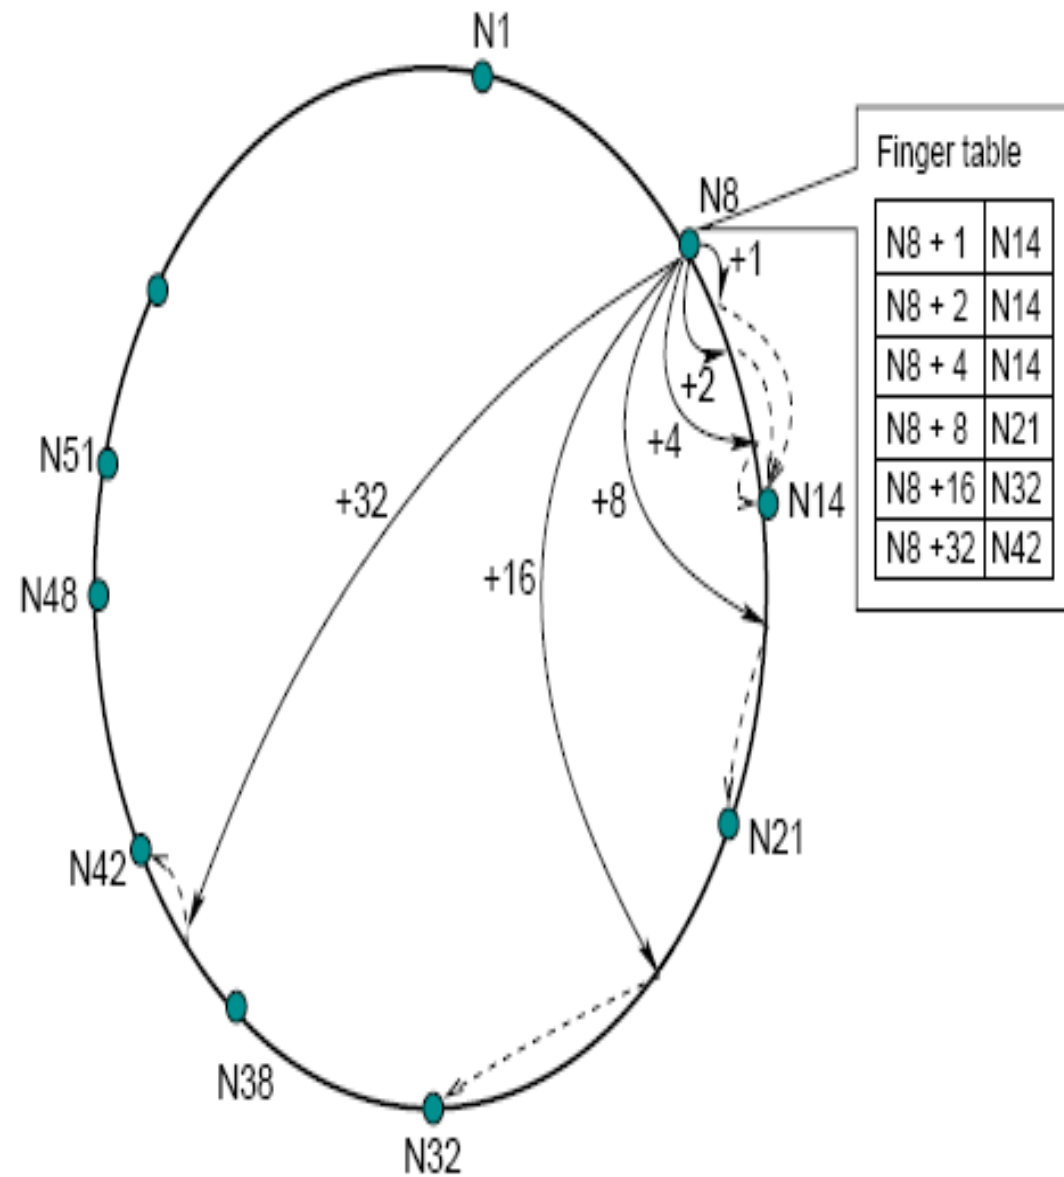 N1
Finger table
N8
N8 + 1 N14
N8 + 2 N14
N8 + 4 N14
N8 + 8 N21
N8 +16 N32
N8 +32 N42
+1
+2
+4
+8
+16
+32
N14
N21
N32
N38
N42
N48
N51